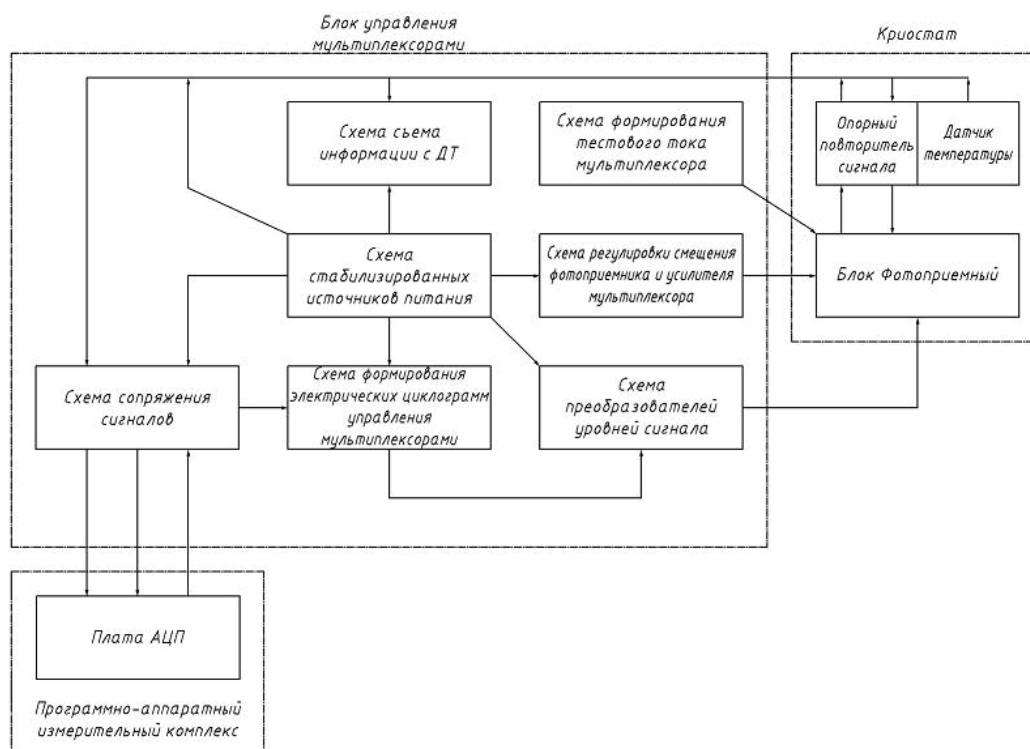 Блок управления
мультиплексорами
Криостат
Схема съема
информации с ДТ
Схема формирования
тестового тока
мультиплексора
Опорный
повторитель
сигнала
Датчик
температуры
Схема
стабилизированных
источников питания
Схема регулировки смещения
фотоприемника и усилителя
мультиплексора
Блок Фотоприемный
Схема сопряжения
сигналов
Схема формирования
электрических циклограмм
управления
мультиплексорами
Схема
преобразователей
уровней сигнала
Плата АЦП
Программно-аппаратный
измерительный комплекс